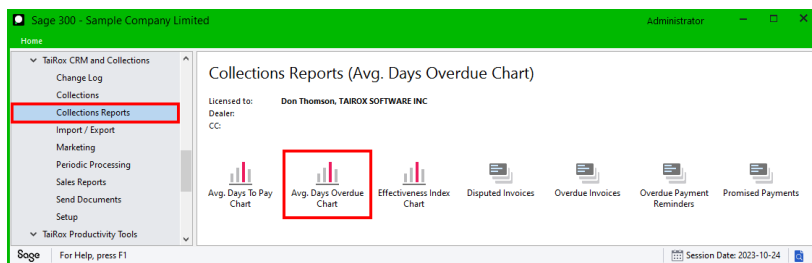 Sage 300 - Sample Company Limited
Administrator
Home
TaiRox CRM and Collections
Change Log
Collections
Collections Reports
Import / Export
Marketing
Periodic Processing
Sales Reports
Send Documents
Setup
TaiRox Productivity Tools
Collections Reports (Avg. Days Overdue Chart)
Licensed to: Don Thomson, TAIROX SOFTWARE INC
Dealer:
CC:
Avg. Days To Pay
Chart
Avg. Days Overdue
Chart
Effectiveness Index
Chart
Disputed Invoices
Overdue Invoices
Overdue Payment
Reminders
Promised Payments
Sage
For Help, press F1
Session Date: 2023-10-24